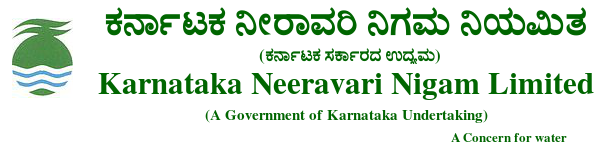 ಕರ್ನಾಟಕ ನೀರಾವರಿ ನಿಗಮ ನಿಯಮಿತ
(ಕರ್ನಾಟಕ ಸರ್ಕಾರದ ಉದ್ಯಮ)
Karnataka Neeravari Nigam Limited
(A Government of Karnataka Undertaking)
A Concern for water